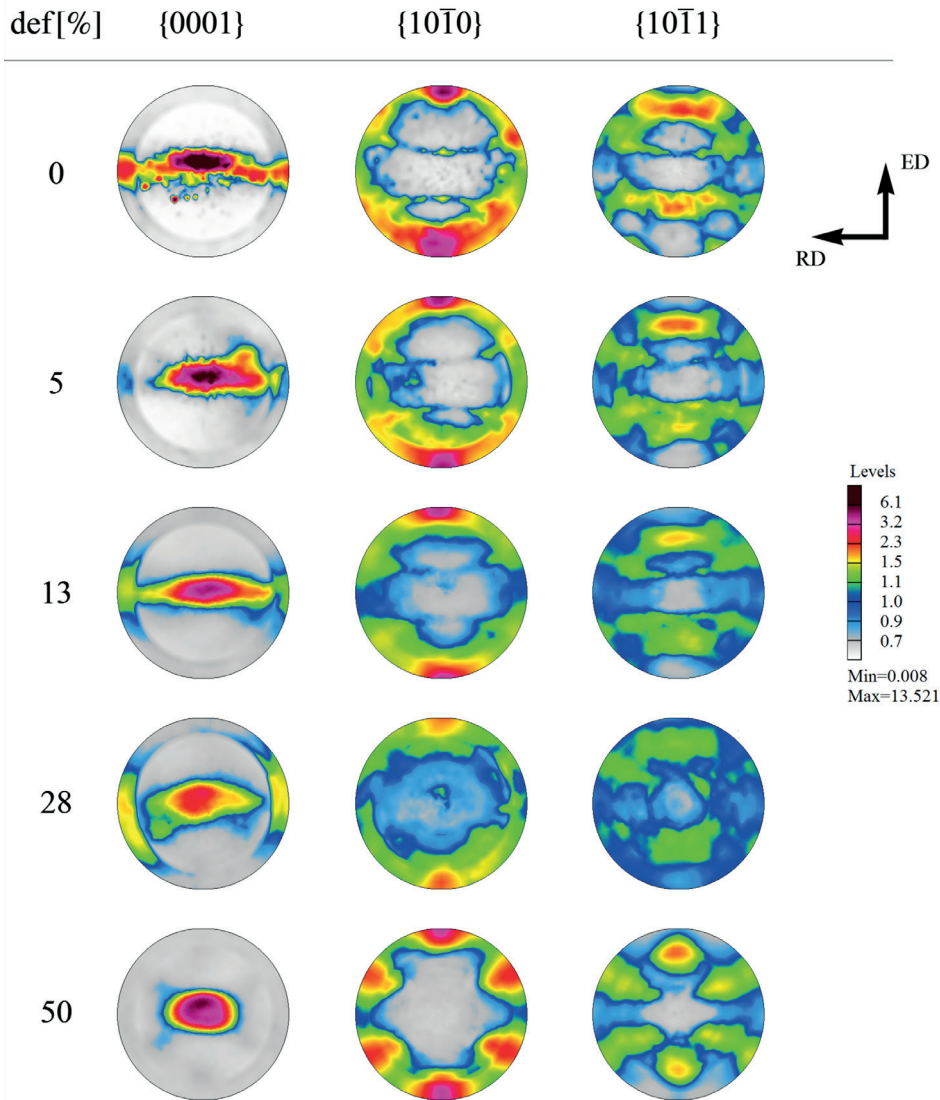 def[%] {0001} {101̅0} {101̅1}
0
ED
RD
5
Levels
6.1
3.2
2.3
1.5
1.1
1.0
0.9
0.7
Min=0.008
Max=13.521
13
28
50